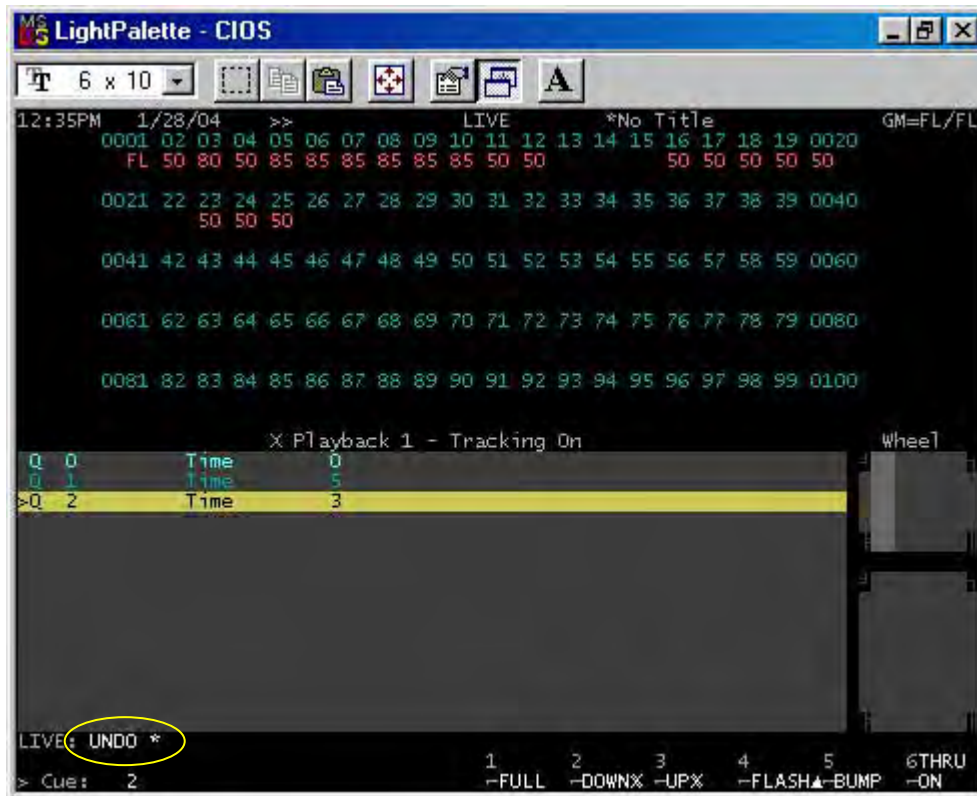 LightPalette - CIOS
6 x 10
12:35PM 1/28/04 >> LIVE *No Title GM=FL/FL
0001 02 03 04 05 06 07 08 09 10 11 12 13 14 15 16 17 18 19 0020
FL 50 80 50 85 85 85 85 85 85 50 50 50 50 50 50 50
0021 22 23 24 25 26 27 28 29 30 31 32 33 34 35 36 37 38 39 0040
50 50 50
0041 42 43 44 45 46 47 48 49 50 51 52 53 54 55 56 57 58 59 0060
0061 62 63 64 65 66 67 68 69 70 71 72 73 74 75 76 77 78 79 0080
0081 82 83 84 85 86 87 88 89 90 91 92 93 94 95 96 97 98 99 0100
X Playback 1 - Tracking On Wheel
Q 0 Time 0
Q 1 Time 5
>Q 2 Time 3
LIVE: UNDO *
1 2 3 4 5 6THRU
> Cue: 2 ←FULL ←DOWN% ←UP% ←FLASH▲←BUMP ←ON